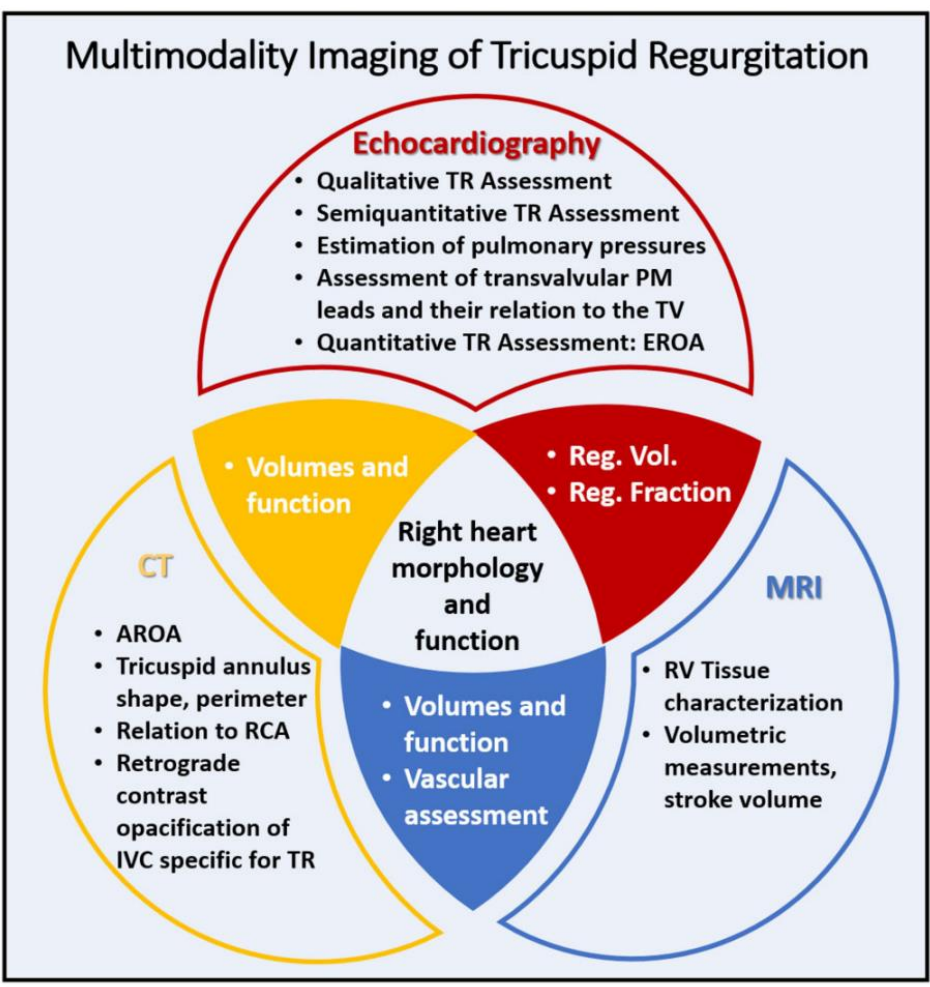 Multimodality Imaging of Tricuspid Regurgitation
Echocardiography
• Qualitative TR Assessment
• Semiquantitative TR Assessment
• Estimation of pulmonary pressures
• Assessment of transvalvular PM
leads and their relation to the TV
• Quantitative TR Assessment: EROA
• Volumes and
function
• Reg. Vol.
• Reg. Fraction
Right heart
morphology
and
function
CT
• AROA
• Tricuspid annulus
shape, perimeter
• Relation to RCA
• Retrograde
contrast
opacification of
IVC specific for TR
MRI
• RV Tissue
characterization
• Volumetric
measurements,
stroke volume
• Volumes and
function
• Vascular
assessment